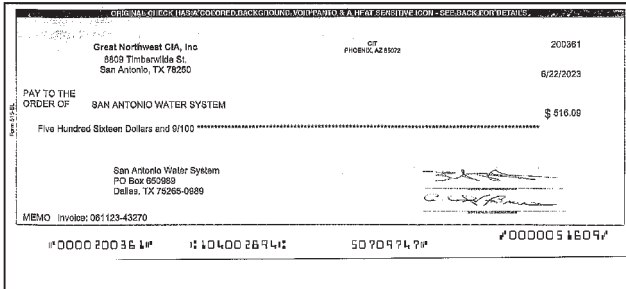 ORIGINAL CHECK HAS A COLORED BACKGROUND, VOID PANTO & A HEAT SENSITIVE ICON - SEE BACK FOR DETAILS.
Great Northwest CIA, Inc
8809 Timberwilde St.
San Antonio, TX 78250
CIT
PHOENIX, AZ 85072
200361
6/22/2023
PAY TO THE
ORDER OF SAN ANTONIO WATER SYSTEM
$ 516.09
Five Hundred Sixteen Dollars and 9/100
San Antonio Water System
PO Box 650989
Dallas, TX 75265-0989
MEMO Invoice: 061123-43270
⑈0000200361⑈ ⑆104002894⑆ 50709747⑈ ⑇0000051609⑇